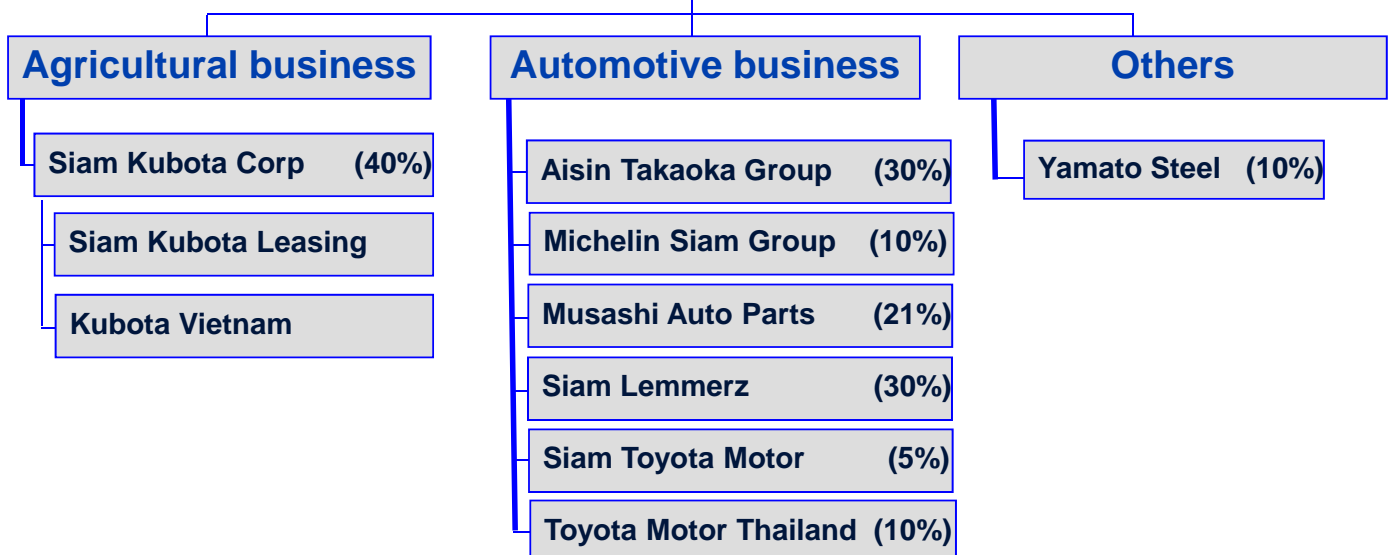 Agricultural business
Siam Kubota Corp (40%)
Siam Kubota Leasing
Kubota Vietnam
Automotive business
Aisin Takaoka Group (30%)
Michelin Siam Group (10%)
Musashi Auto Parts (21%)
Siam Lemmerz (30%)
Siam Toyota Motor (5%)
Toyota Motor Thailand (10%)
Others
Yamato Steel (10%)